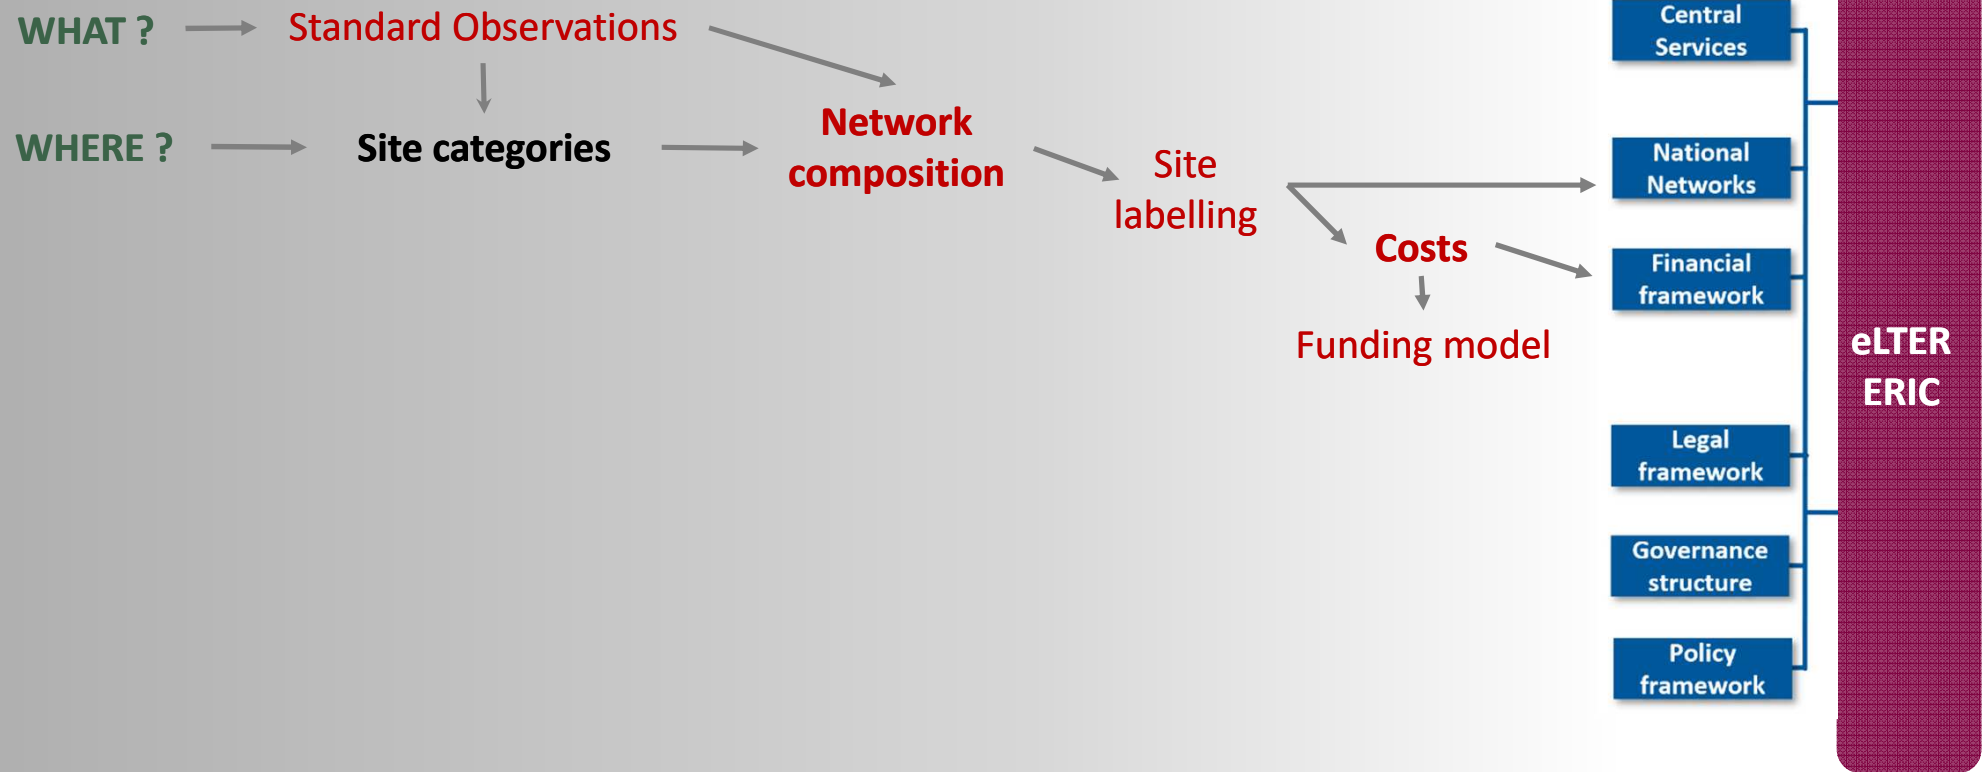 WHAT ?
Standard Observations
WHERE ?
Site categories
Network
composition
Site
labelling
Costs
Funding model
Central
Services
National
Networks
Financial
framework
Legal
framework
Governance
structure
Policy
framework
eLTER
ERIC